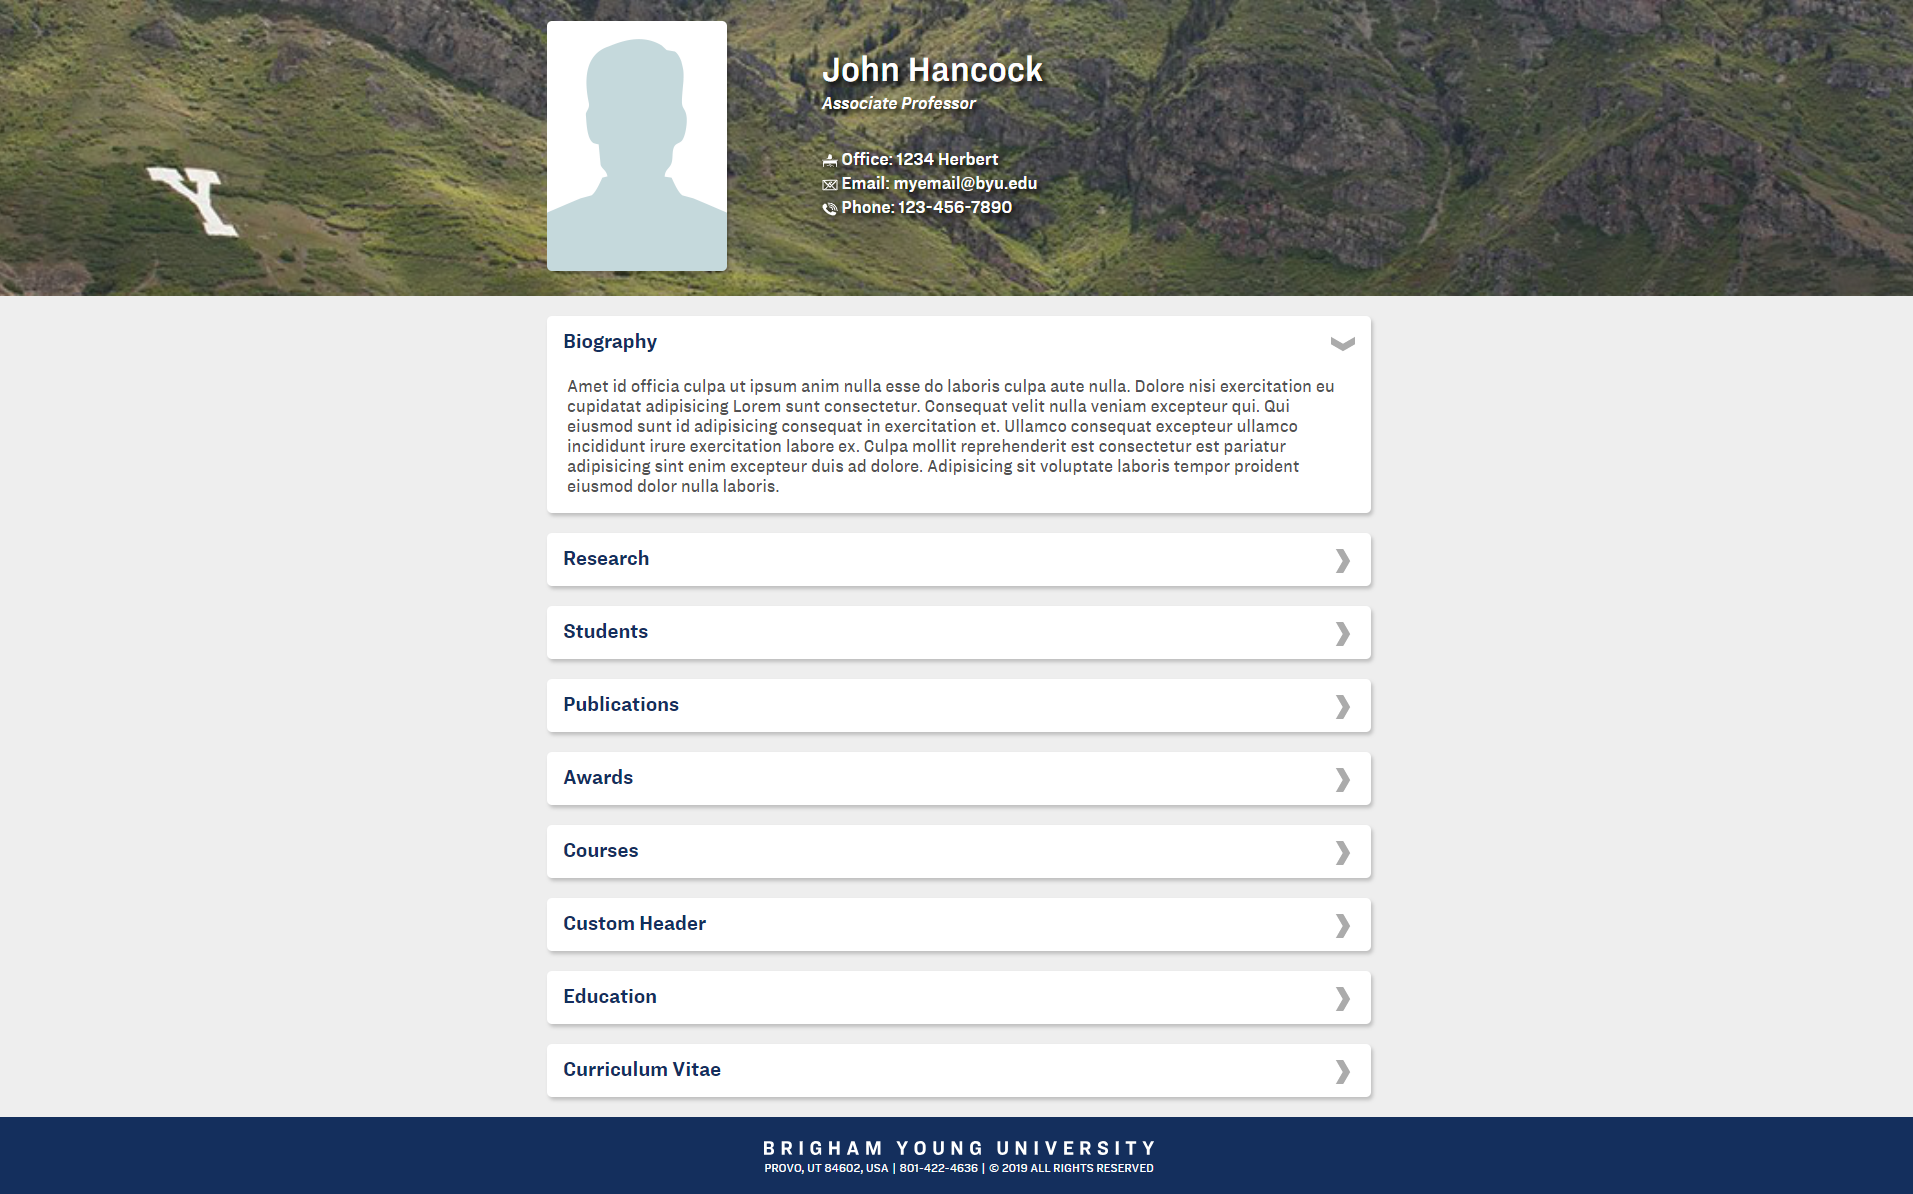 Y
John Hancock
Associate Professor
Office: 1234 Herbert
Email: myemail@byu.edu
Phone: 123-456-7890
Biography
Amet id officia culpa ut ipsum anim nulla esse do laboris culpa aute nulla. Dolore nisi exercitation eu
cupidatat adipisicing Lorem sunt consectetur. Consequat velit nulla veniam excepteur qui. Qui
eiusmod sunt id adipisicing consequat in exercitation et. Ullamco consequat excepteur ullamco
incididunt irure exercitation labore ex. Culpa mollit reprehenderit est consectetur est pariatur
adipisicing sint enim excepteur duis ad dolore. Adipisicing sit voluptate laboris tempor proident
eiusmod dolor nulla laboris.
Research
Students
Publications
Awards
Courses
Custom Header
Education
Curriculum Vitae
BRIGHAM YOUNG UNIVERSITY
PROVO, UT 84602, USA | 801-422-4636 | © 2019 ALL RIGHTS RESERVED